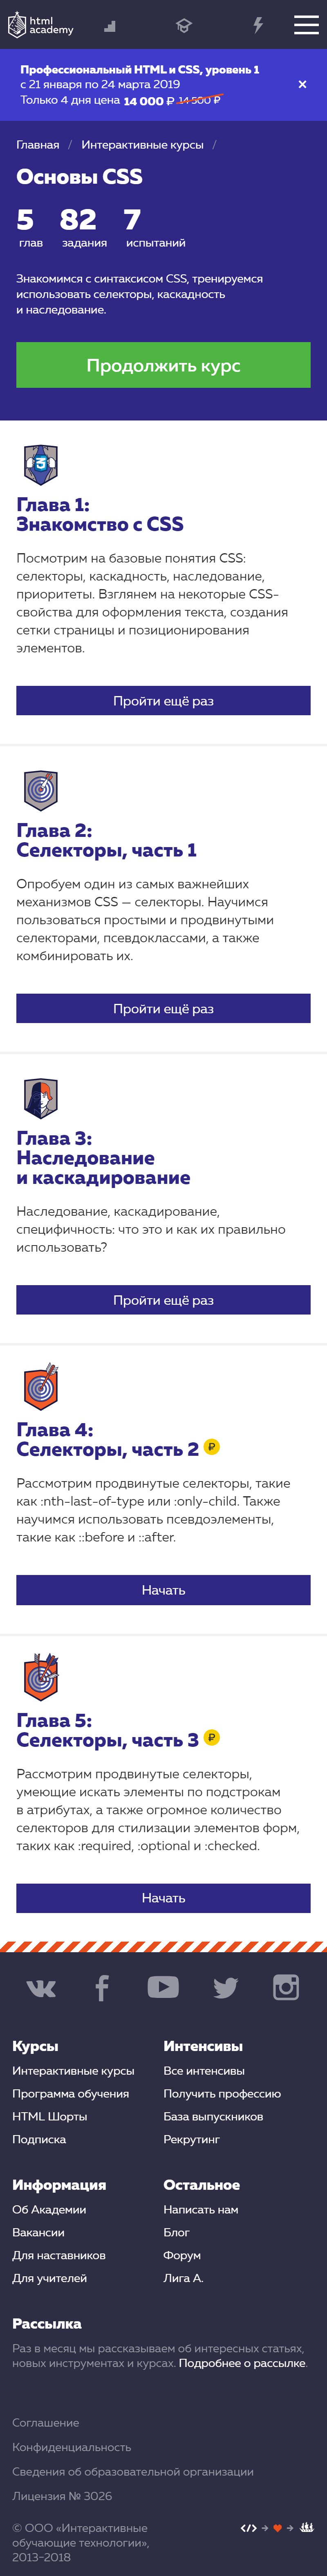 html
academy
Профессиональный HTML и CSS, уровень 1
с 21 января по 24 марта 2019
Только 4 дня цена 14 000 ₽ 14 500 ₽
Главная / Интерактивные курсы /
Основы CSS
5 82 7
глав задания испытаний
Знакомимся с синтаксисом CSS, тренируемся
использовать селекторы, каскадность
и наследование.
Продолжить курс
Глава 1:
Знакомство с CSS
Посмотрим на базовые понятия CSS:
селекторы, каскадность, наследование,
приоритеты. Взглянем на некоторые CSS-
свойства для оформления текста, создания
сетки страницы и позиционирования
элементов.
Пройти ещё раз
Глава 2:
Селекторы, часть 1
Опробуем один из самых важнейших
механизмов CSS — селекторы. Научимся
пользоваться простыми и продвинутыми
селекторами, псевдоклассами, а также
комбинировать их.
Пройти ещё раз
Глава 3:
Наследование
и каскадирование
Наследование, каскадирование,
специфичность: что это и как их правильно
использовать?
Пройти ещё раз
Глава 4:
Селекторы, часть 2 ₽
Рассмотрим продвинутые селекторы, такие
как :nth-last-of-type или :only-child. Также
научимся использовать псевдоэлементы,
такие как ::before и ::after.
Начать
Глава 5:
Селекторы, часть 3 ₽
Рассмотрим продвинутые селекторы,
умеющие искать элементы по подстрокам
в атрибутах, а также огромное количество
селекторов для стилизации элементов форм,
таких как :required, :optional и :checked.
Начать
Курсы
Интерактивные курсы
Программа обучения
HTML Шорты
Подписка
Интенсивы
Все интенсивы
Получить профессию
База выпускников
Рекрутинг
Информация
Об Академии
Вакансии
Для наставников
Для учителей
Остальное
Написать нам
Блог
Форум
Лига А.
Рассылка
Раз в месяц мы рассказываем об интересных статьях,
новых инструментах и курсах. Подробнее о рассылке.
Соглашение
Конфиденциальность
Сведения об образовательной организации
Лицензия № 3026
© ООО «Интерактивные
обучающие технологии»,
2013−2018